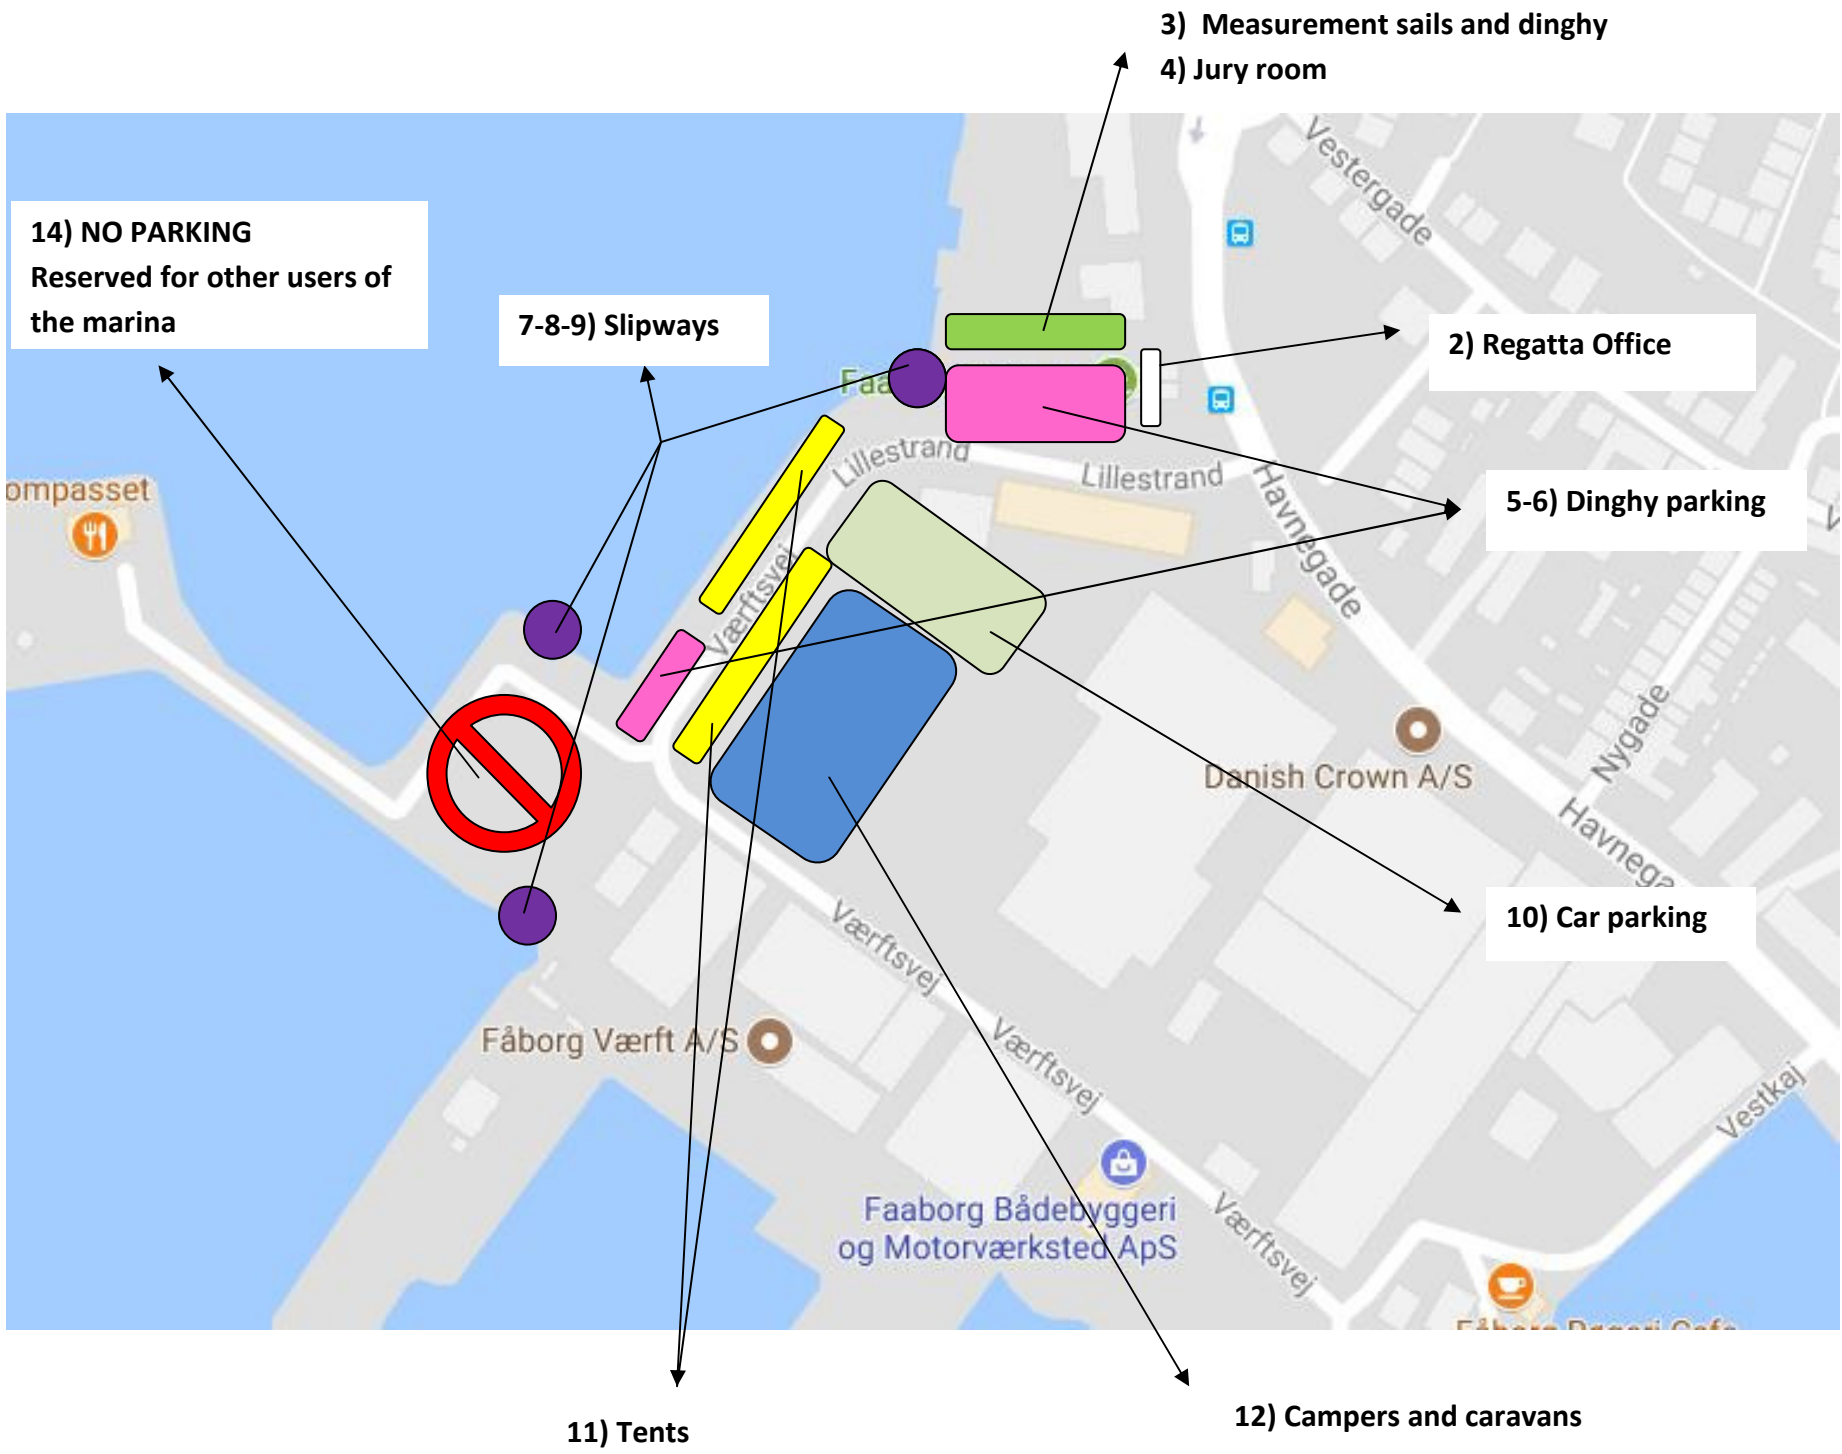 3) Measurement sails and dinghy
4) Jury room
Vestergade
14) NO PARKING
Reserved for other users of
the marina
7-8-9) Slipways
2) Regatta Office
Faa
Lillestrand
Lillestrand
Havnegade
ompasset
5-6) Dinghy parking
Værftsvej
Nygade
Danish Crown A/S
Havnega
10) Car parking
Værftsvej
Fåborg Værft A/S
Værftsvej
Vestkaj
Faaborg Bådebyggeri
og Motorværksted ApS
Værftsvej
11) Tents
12) Campers and caravans